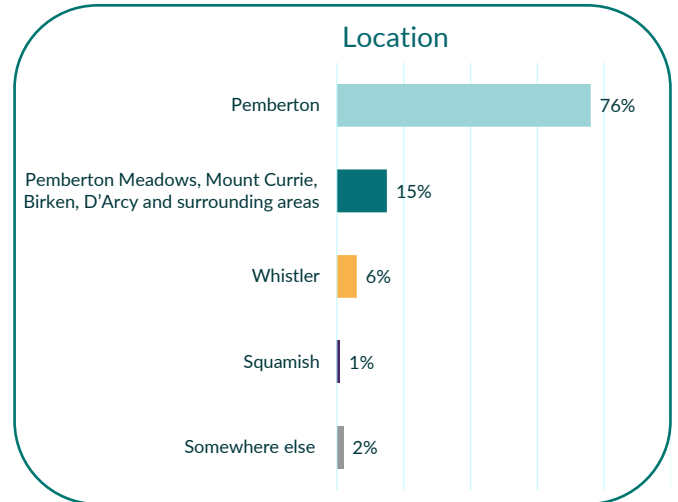 Location
Pemberton
76%
Pemberton Meadows, Mount Currie,
Birken, D’Arcy and surrounding areas
15%
Whistler
6%
Squamish
1%
Somewhere else
2%